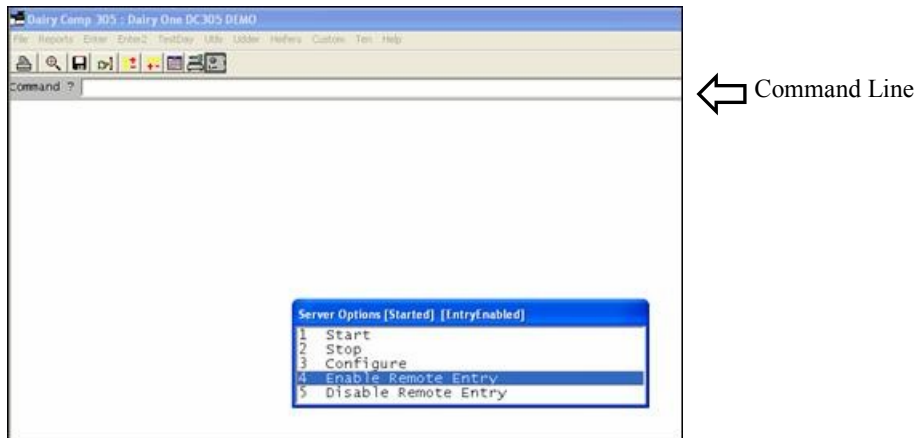 Dairy Comp 305 : Dairy One DC305 DEMO
File Reports Enter Enter2 TestDay Utils Udder Heifers Custom Ten Help
Command ?
Command Line
Server Options [Started] [EntryEnabled]
1 Start
2 Stop
3 Configure
4 Enable Remote Entry
5 Disable Remote Entry